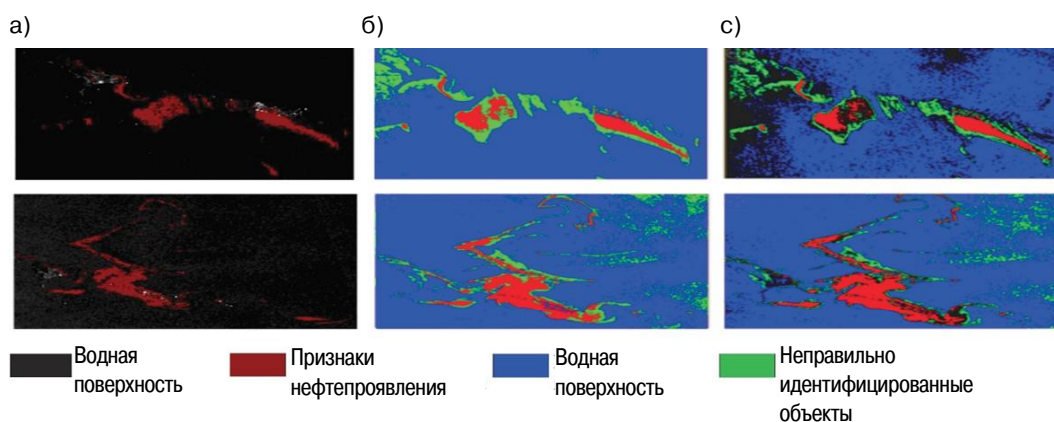 а)
б)
с)
Водная
поверхность
Признаки
нефтепроявления
Водная
поверхность
Неправильно
идентифицированные
объекты